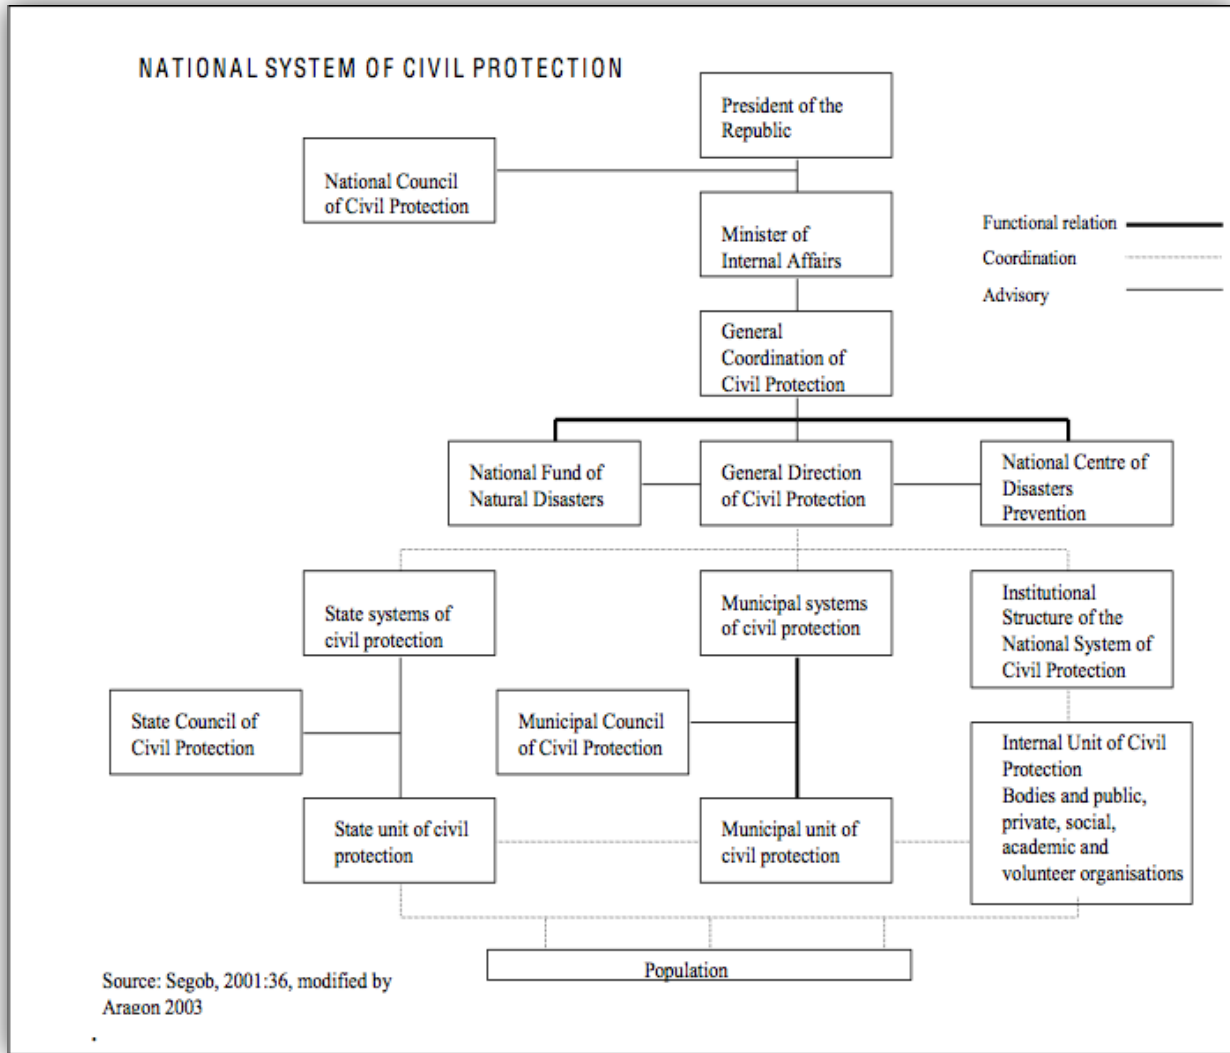 NATIONAL SYSTEM OF CIVIL PROTECTION
President of the
Republic
National Council
of Civil Protection
Minister of
Internal Affairs
Functional relation
Coordination
Advisory
General
Coordination of
Civil Protection
National Fund of
Natural Disasters
General Direction
of Civil Protection
National Centre of
Disasters
Prevention
State systems of
civil protection
Municipal systems
of civil protection
Institutional
Structure of the
National System of
Civil Protection
State Council of
Civil Protection
Municipal Council
of Civil Protection
Internal Unit of Civil
Protection
Bodies and public,
private, social,
academic and
volunteer organisations
State unit of civil
protection
Municipal unit of
civil protection
Population
Source: Segob, 2001:36, modified by
Aragon 2003
.